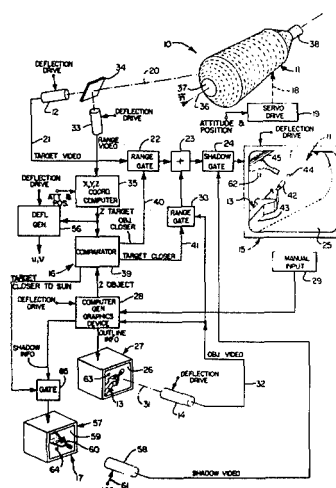 10
38
34
20
DEFLECTION
DRIVE
12
37
W
36
11
18
33
DEFLECTION
DRIVE
SERVO
DRIVE
19
ATTITUDE &
POSITION
21
RANGE VIDEO
22
23
24
DEFLECTION DRIVE
11
TARGET VIDEO
RANGE
GATE
+
SHADOW
GATE
45
44
62
DEFLECTION
DRIVE
X,Y,Z
COORD
COMPUTER
35
40
30
13
42
43
ATT &
POS.
Z TARGET
OBJ CLOSER
RANGE
GATE
DEFL
GEN
56
41
25
15
u,v
COMPARATOR
TARGET CLOSER
16
39
MANUAL
INPUT
29
TARGET
CLOSER TO SUN
Z OBJECT
28
DEFLECTION
DRIVE
COMPUTER
GEN
GRAPHICS
DEVICE
OUTLINE
INFO
27
26
SHADOW
INFO
OBJ VIDEO
DEFLECTION
DRIVE
63
32
GATE
65
13
31
14
57
58
59
60
64
17
61
SHADOW VIDEO